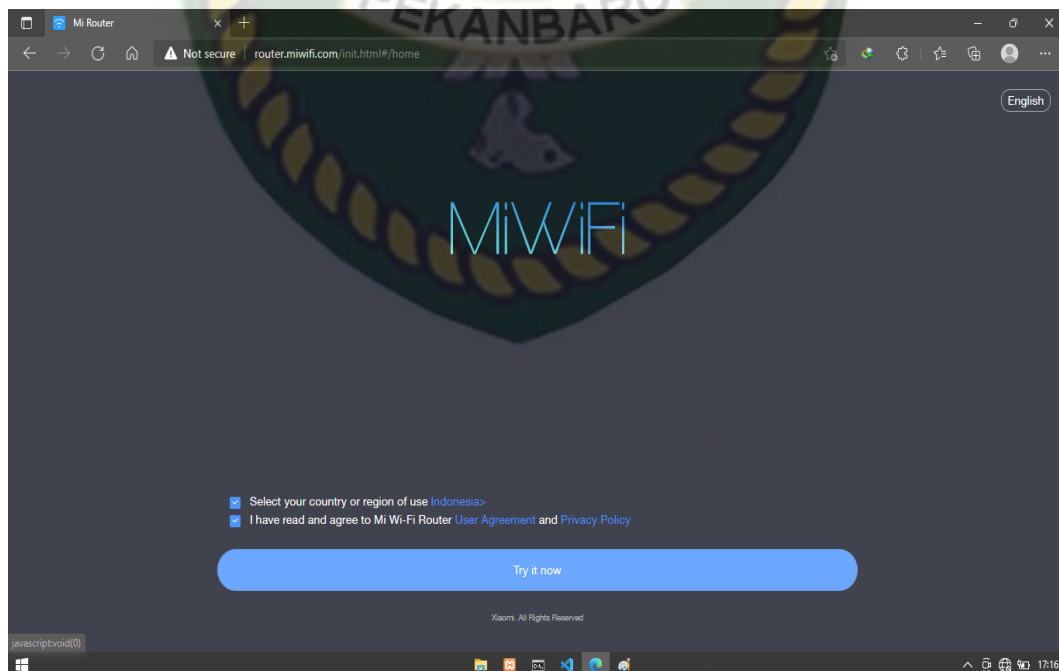 PEKANBARU
Mi Router
Not secure router.miwifi.com/init.html#/home
English
MiWiFi
Select your country or region of use Indonesia>
I have read and agree to Mi Wi-Fi Router User Agreement and Privacy Policy
Try it now
Xiaomi. All Rights Reserved
javascript:void(0)
17:16